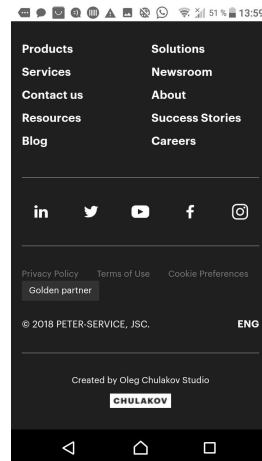 51 % 13:59
Products Solutions
Services Newsroom
Contact us About
Resources Success Stories
Blog Careers
in f
Privacy Policy Terms of Use Cookie Preferences
Golden partner
© 2018 PETER-SERVICE, JSC. ENG
Created by Oleg Chulakov Studio
CHULAKOV